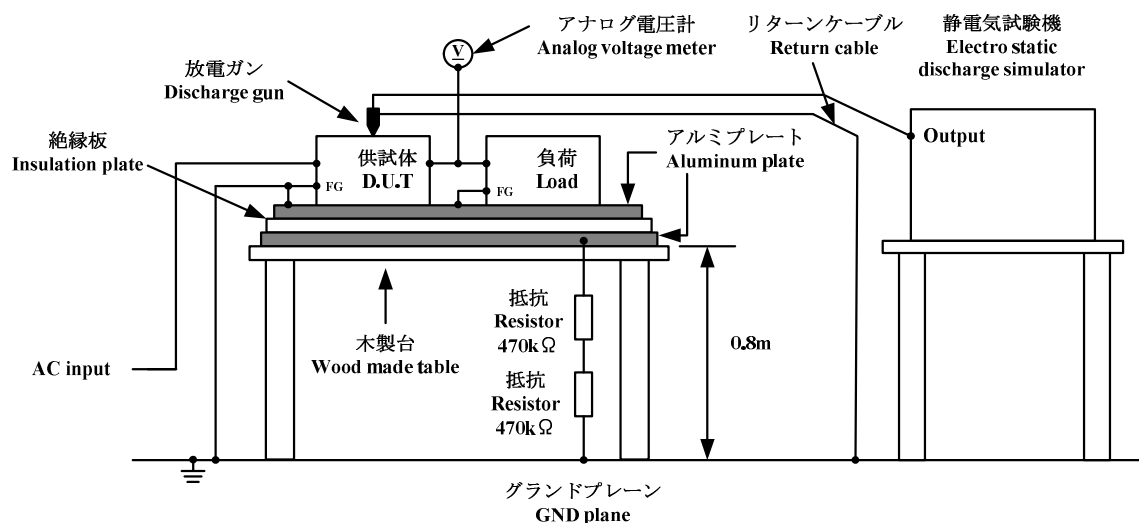 アナログ電圧計
Analog voltage meter
リターンケーブル
Return cable
静電気試験機
Electro static
discharge simulator
放電ガン
Discharge gun
V
絶縁板
Insulation plate
供試体
D.U.T
FG
負荷
Load
FG
アルミプレート
Aluminum plate
Output
抵抗
Resistor
470kΩ
0.8m
木製台
Wood made table
AC input
抵抗
Resistor
470kΩ
グランドプレーン
GND plane